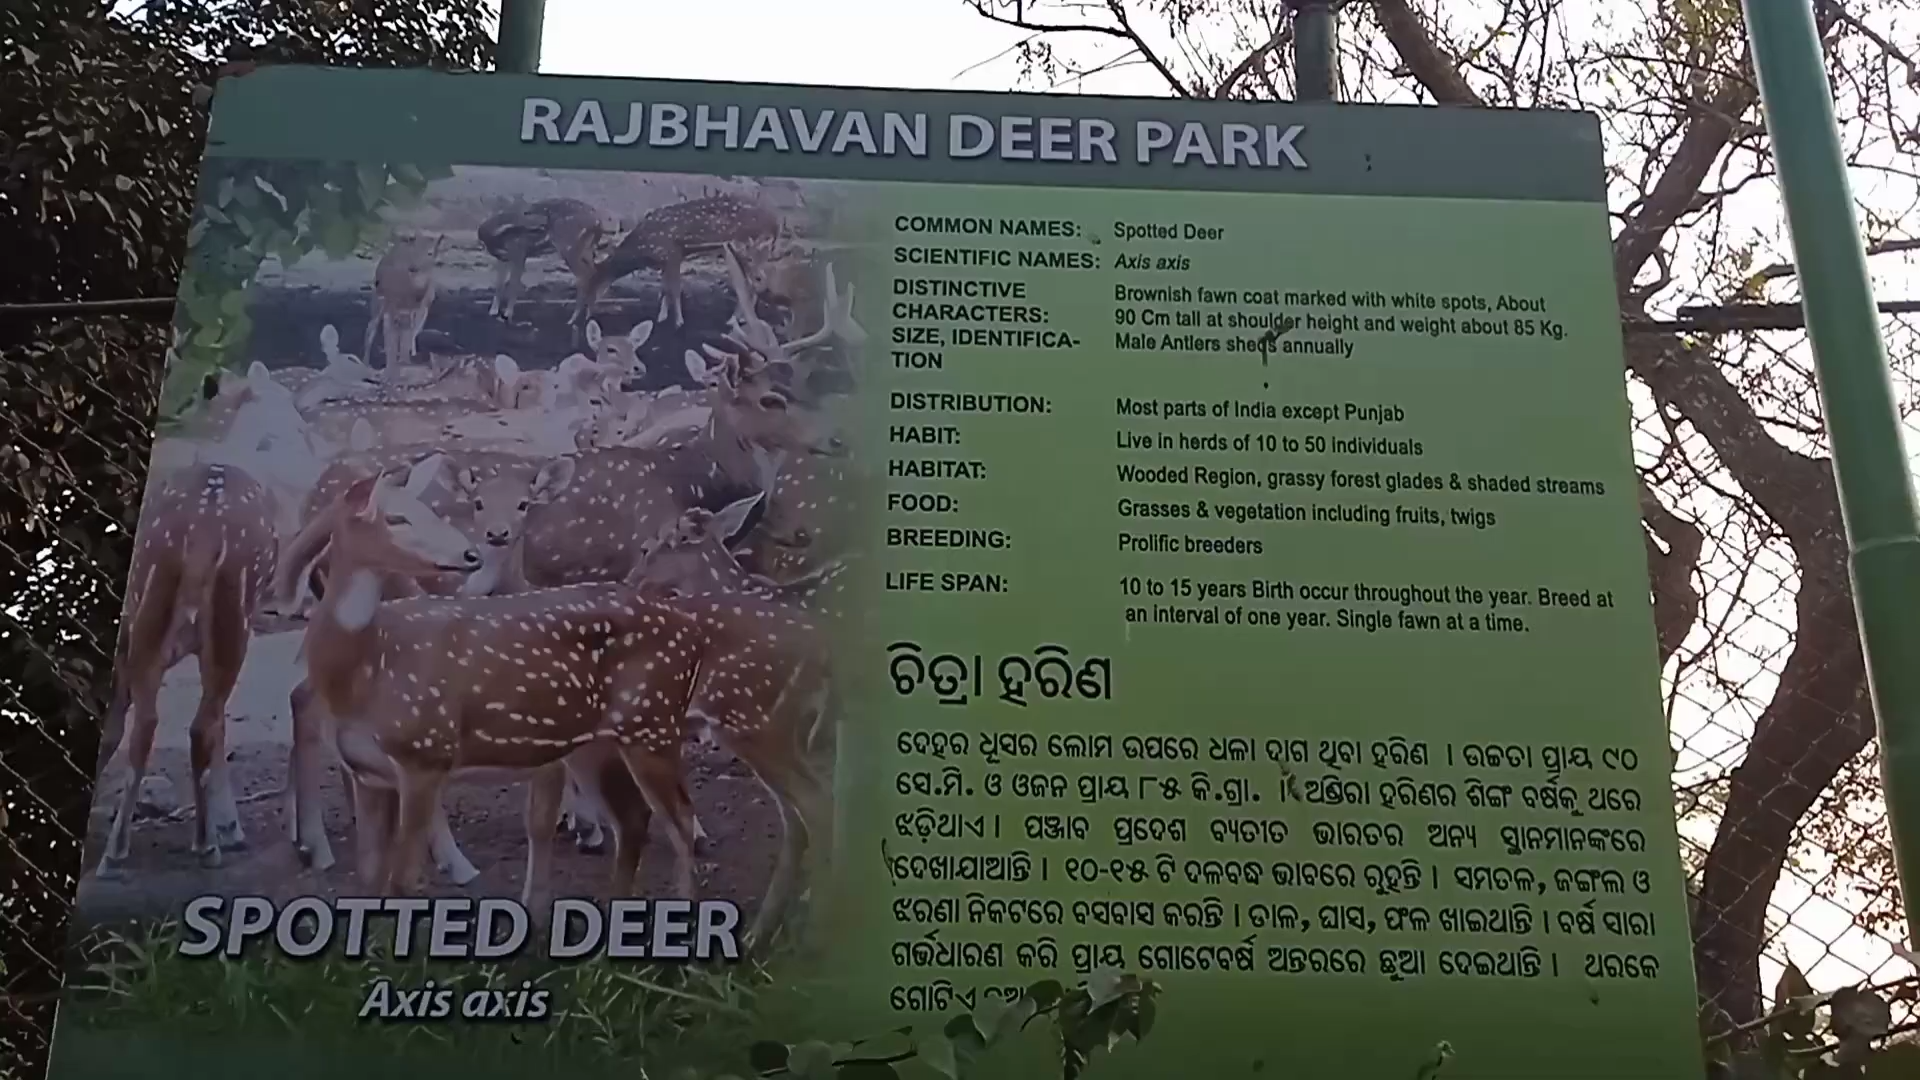 RAJBHAVAN DEER PARK
COMMON NAMES: Spotted Deer
SCIENTIFIC NAMES: Axis axis
DISTINCTIVE CHARACTERS: Brownish fawn coat marked with white spots, About
90 Cm tall at shoulder height and weight about 85 Kg.
SIZE, IDENTIFICA- Male Antlers sheds annually
TION
DISTRIBUTION: Most parts of India except Punjab
HABIT: Live in herds of 10 to 50 Individuals
HABITAT: Wooded Region, grassy forest glades & shaded streams
FOOD: Grasses & vegetation including fruits, twigs
BREEDING: Prolific breeders
LIFE SPAN: 10 to 15 years Birth occur throughout the year. Breed at
an interval of one year. Single fawn at a time.
ଚିତ୍ରା ହରିଣ
ଦେହର ଧୂସର ଲୋମ ଉପରେ ଧଳା ଦାଗ ଥିବା ହରିଣ । ଉଚ୍ଚତା ପ୍ରାୟ ୯୦
ସେ.ମି. ଓ ଓଜନ ପ୍ରାୟ ୮୫ କି.ଗ୍ରା. । ଅଣ୍ଡିରା ହରିଣର ଶିଙ୍ଗ ବର୍ଷକୁ ଥରେ
ଝଡ଼ିଥାଏ । ପଞ୍ଜାବ ପ୍ରଦେଶ ବ୍ୟତୀତ ଭାରତର ଅନ୍ୟ ସ୍ଥାନମାନଙ୍କରେ
ଦେଖାଯାଆନ୍ତି । ୧୦-୧୫ ଟି ଦଳବଦ୍ଧ ଭାବରେ ରୁହନ୍ତି । ସମତଳ, ଜଙ୍ଗଲ ଓ
ଝରଣା ନିକଟରେ ବସବାସ କରନ୍ତି । ଡାଳ, ଘାସ, ଫଳ ଖାଇଥାନ୍ତି । ବର୍ଷ ସାରା
ଗର୍ଭଧାରଣ କରି ପ୍ରାୟ ଗୋଟେବର୍ଷ ଅନ୍ତରରେ ଛୁଆ ଦେଇଥାନ୍ତି । ଥରକେ
ଗୋଟିଏ
SPOTTED DEER
Axis axis